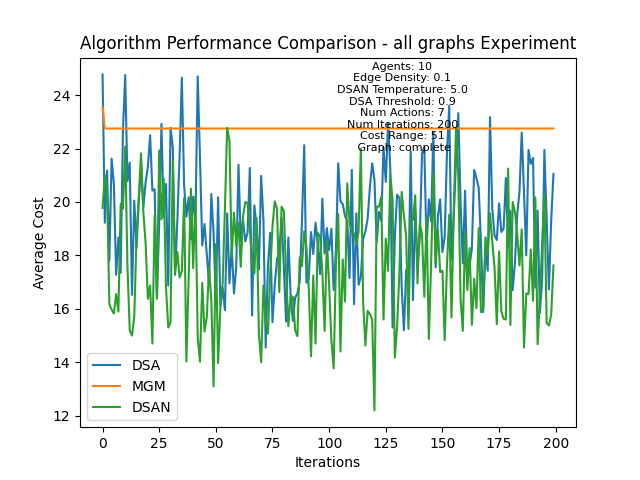 Algorithm Performance Comparison - all graphs Experiment
Agents: 10
Edge Density: 0.1
DSAN Temperature: 5.0
DSA Threshold: 0.9
Num Actions: 7
Num Iterations: 200
Cost Range: 51
Graph: complete
24
22
20
18
16
14
12
Average Cost
DSA
MGM
DSAN
0
25
50
75
100
125
150
175
200
Iterations